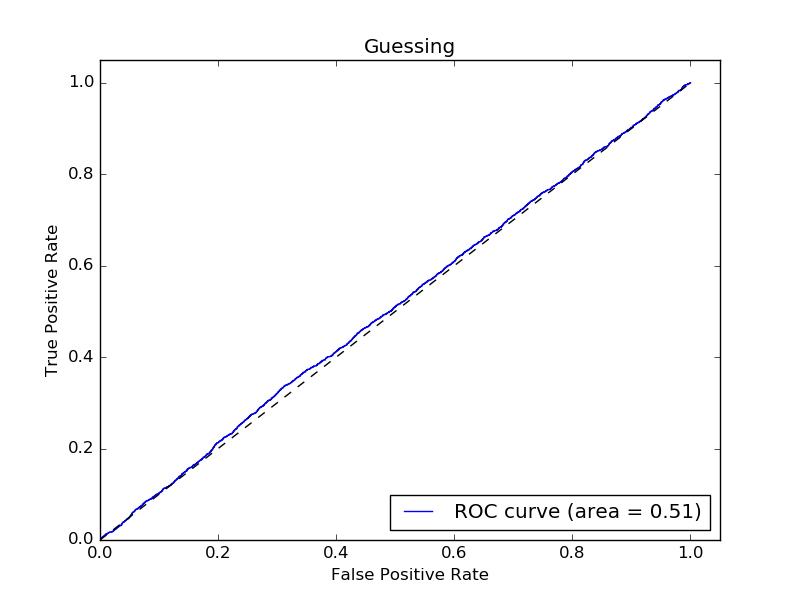 Guessing
True Positive Rate
1.0
0.8
0.6
0.4
0.2
0.0
ROC curve (area = 0.51)
0.0 0.2 0.4 0.6 0.8 1.0
False Positive Rate